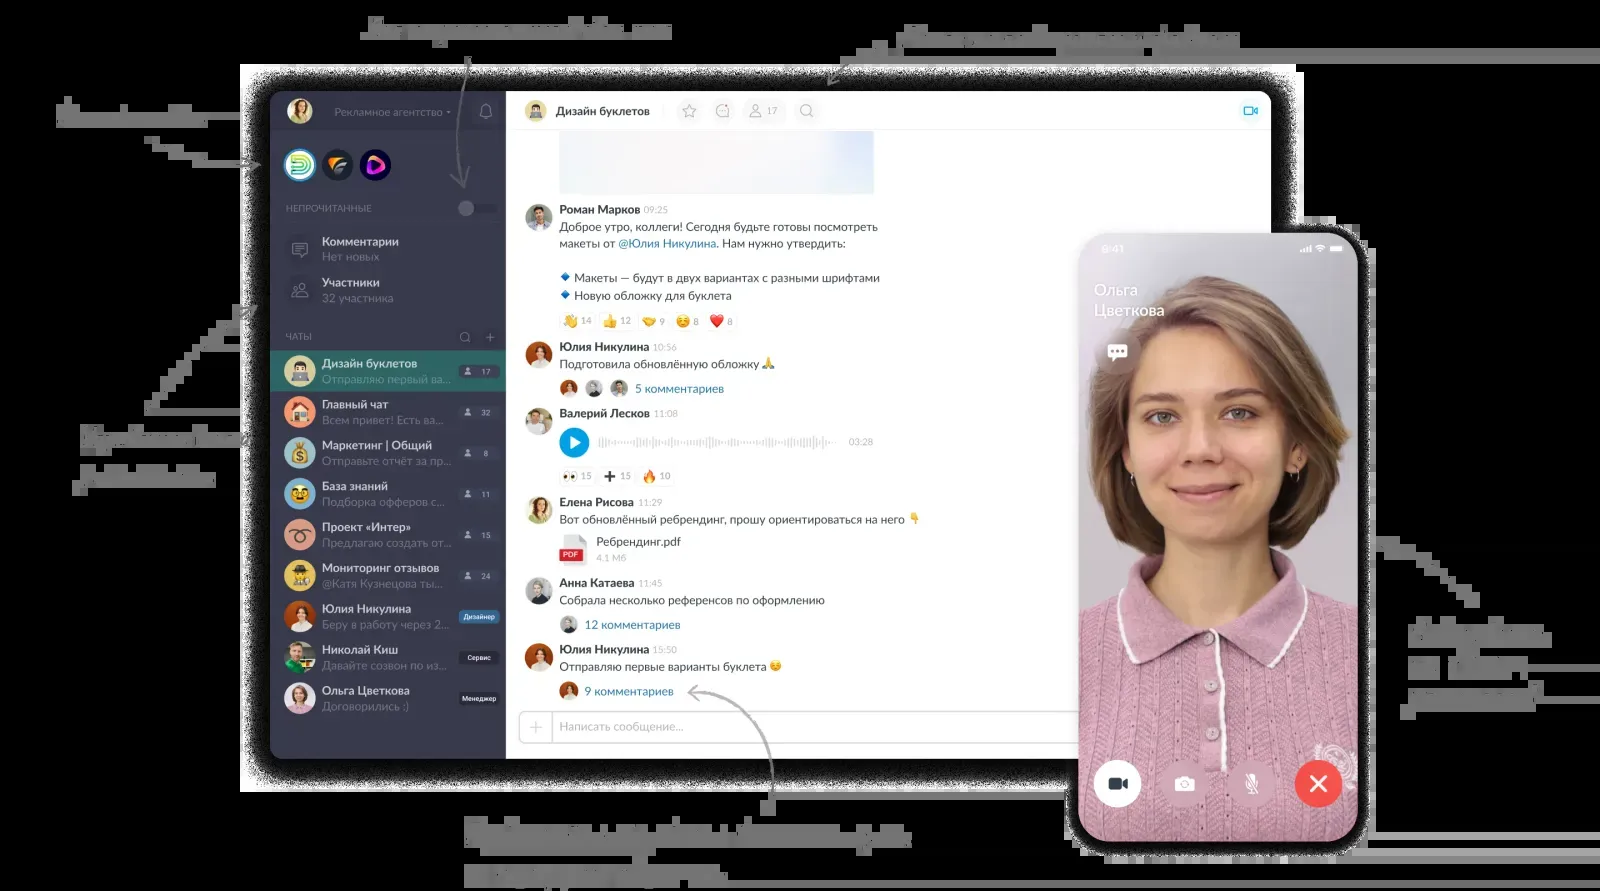 Рекламное агентство
НЕПРОЧИТАННЫЕ
Комментарии
Нет новых
Участники
32 участника
ЧАТЫ
Дизайн буклетов
Отправляю первый ва...
17
Главный чат
Всем привет! Есть ва...
32
Маркетинг | Общий
Отправьте отчёт за пр...
8
База знаний
Подборка офферов с...
11
Проект «Интер»
Предлагаю создать от...
15
Мониторинг отзывов
@Катя Кузнецова ты...
24
Юлия Никулина
Беру в работу через 2...
Дизайнер
Николай Киш
Давайте созвон по из...
Сервис
Ольга Цветкова
Договорились :)
Менеджер
Дизайн буклетов
17
Роман Марков 09:25
Доброе утро, коллеги! Сегодня будьте готовы посмотреть
макеты от @Юлия Никулина. Нам нужно утвердить:
Макеты — будут в двух вариантах с разными шрифтами
Новую обложку для буклета
14 12 9 8 8
Юлия Никулина 10:56
Подготовила обновлённую обложку
5 комментариев
Валерий Лесков 11:08
03:28
15 15 10
Елена Рисова 11:29
Вот обновлённый ребрендинг, прошу ориентироваться на него
PDF
Ребрендинг.pdf
4.1 Мб
Анна Катаева 11:45
Собрала несколько референсов по оформлению
12 комментариев
Юлия Никулина 15:50
Отправляю первые варианты буклета
9 комментариев
Написать сообщение...
9:41
Ольга
Цветкова